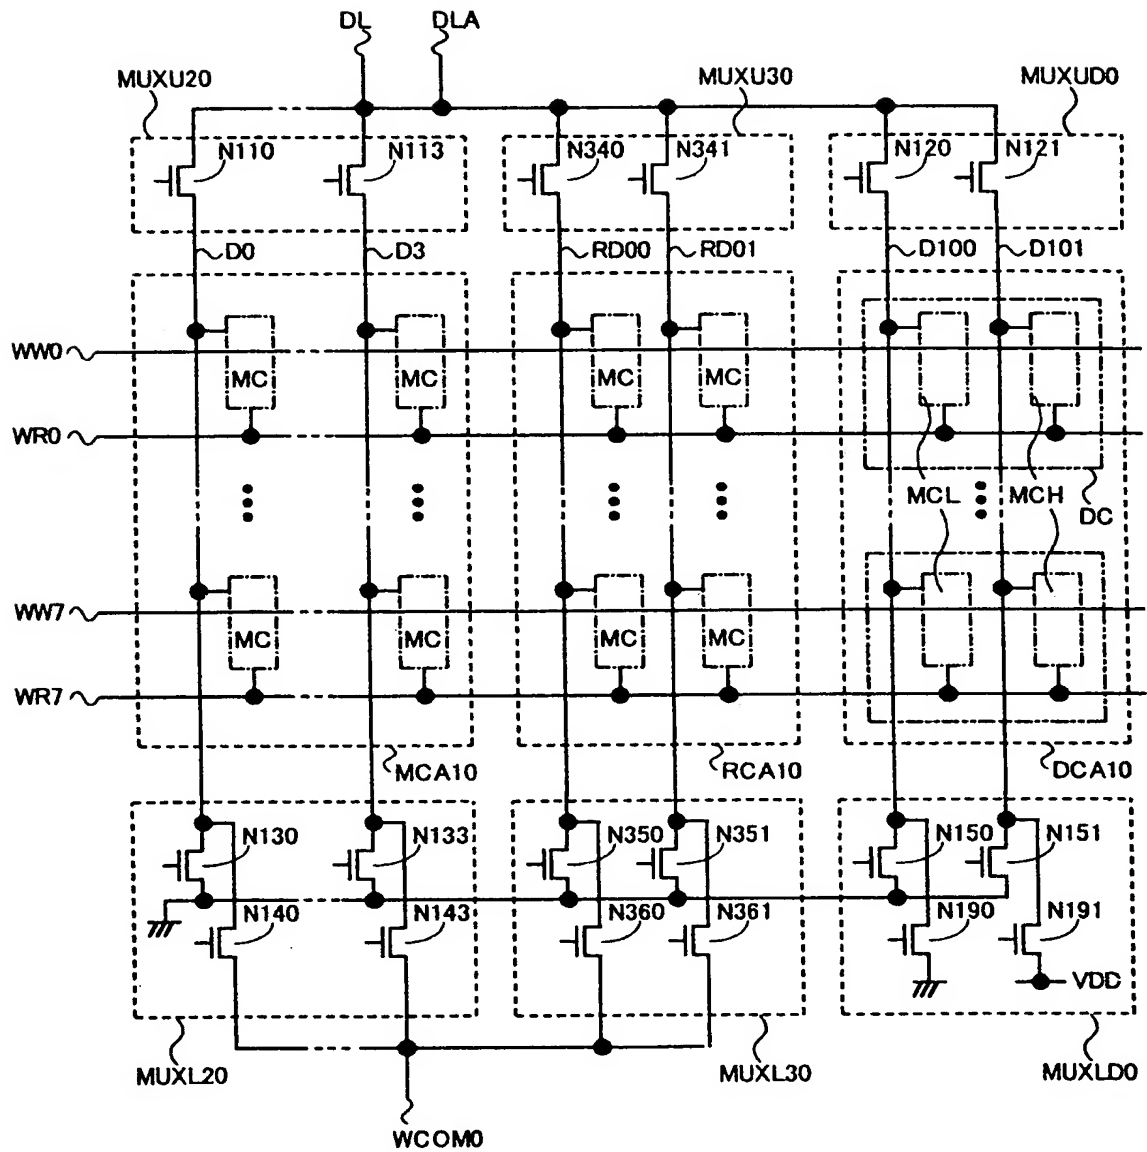 DL DLA
MUXU20 MUXU30 MUXUD0
N110 N113 N340 N341 N120 N121
D0 D3 RD00 RD01 D100 D101
WW0
MC MC MC MC
WR0
MCL MCH
DC
WW7
MC MC MC MC
WR7
MCA10 RCA10 DCA10
N130 N133 N350 N351 N150 N151
N140 N143 N360 N361 N190 N191
VDD
MUXL20 MUXL30 MUXLD0
WCOM0